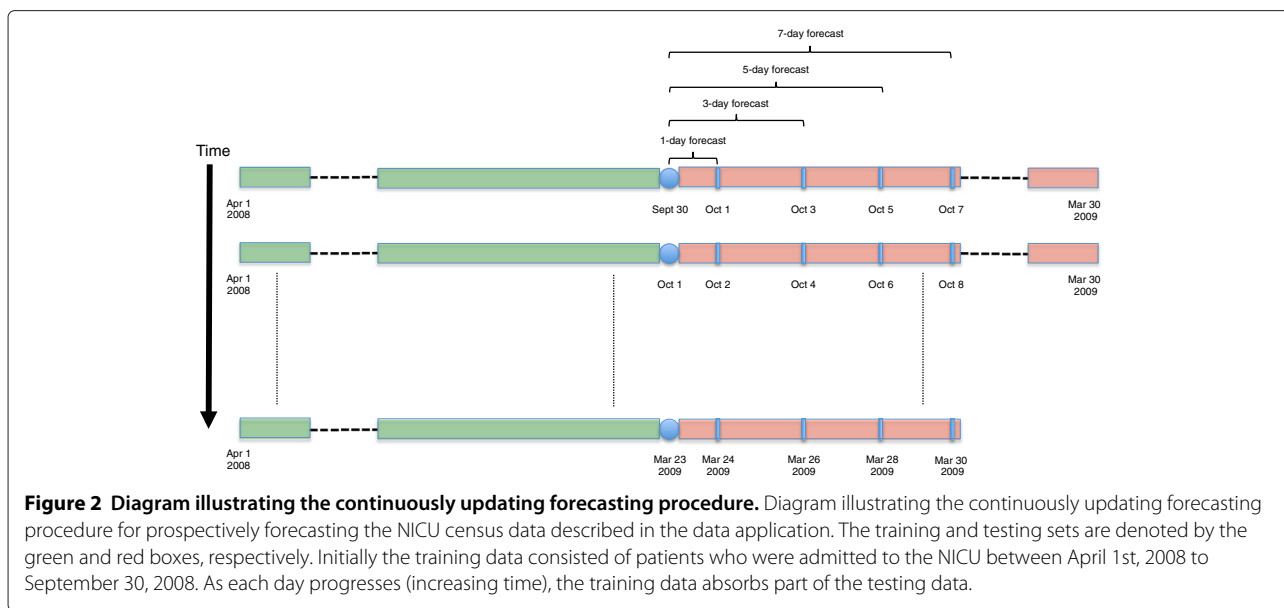 7-day forecast
5-day forecast
3-day forecast
1-day forecast
Time
Apr 1
2008
Sept 30
Oct 1
Oct 3
Oct 5
Oct 7
Mar 30
2009
Apr 1
2008
Oct 1
Oct 2
Oct 4
Oct 6
Oct 8
Mar 30
2009
Apr 1
2008
Mar 23
2009
Mar 24
2009
Mar 26
2009
Mar 28
2009
Mar 30
2009
Figure 2 Diagram illustrating the continuously updating forecasting procedure. Diagram illustrating the continuously updating forecasting
procedure for prospectively forecasting the NICU census data described in the data application. The training and testing sets are denoted by the
green and red boxes, respectively. Initially the training data consisted of patients who were admitted to the NICU between April 1st, 2008 to
September 30, 2008. As each day progresses (increasing time), the training data absorbs part of the testing data.